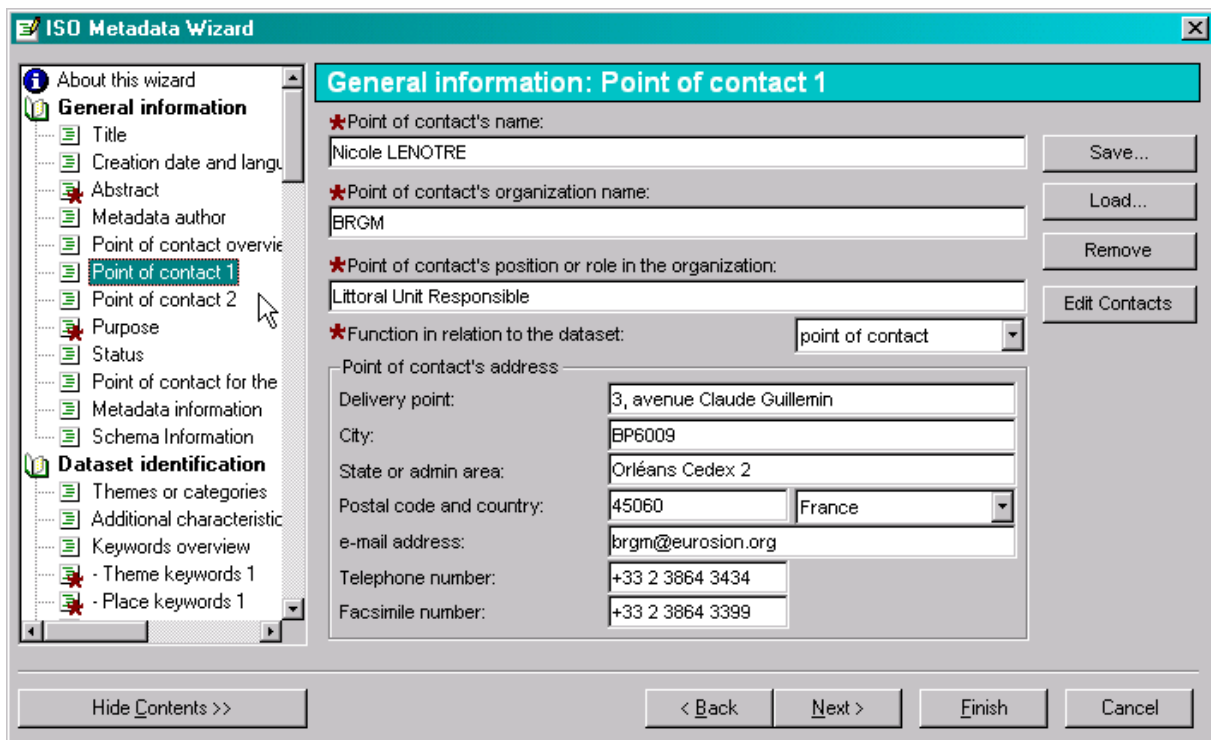 ISO Metadata Wizard
About this wizard
General information
Title
Creation date and langu
Abstract
Metadata author
Point of contact overvie
Point of contact 1
Point of contact 2
Purpose
Status
Point of contact for the
Metadata information
Schema Information
Dataset identification
Themes or categories
Additional characteristic
Keywords overview
- Theme keywords 1
- Place keywords 1
General information: Point of contact 1
Point of contact's name:
Nicole LENOTRE
Point of contact's organization name:
BRGM
Point of contact's position or role in the organization:
Littoral Unit Responsible
Function in relation to the dataset: point of contact
Point of contact's address
Delivery point: 3, avenue Claude Guillemin
City: BP6009
State or admin area: Orléans Cedex 2
Postal code and country: 45060 France
e-mail address: brgm@eurosion.org
Telephone number: +33 2 3864 3434
Facsimile number: +33 2 3864 3399
Save...
Load...
Remove
Edit Contacts
Hide Contents >> < Back Next > Finish Cancel